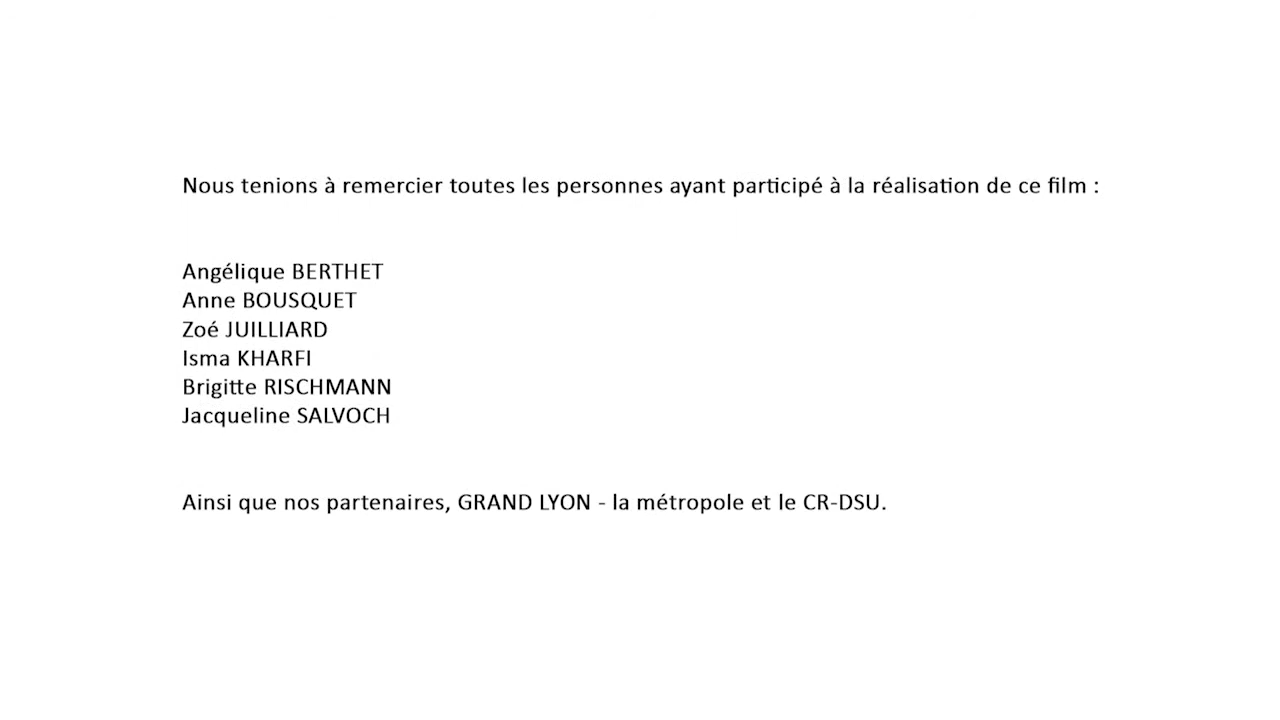 Nous tenions à remercier toutes les personnes ayant participé à la réalisation de ce film :
Angélique BERTHET
Anne BOUSQUET
Zoé JUILLIARD
Isma KHARFI
Brigitte RISCHMANN
Jacqueline SALVOCH
Ainsi que nos partenaires, GRAND LYON - la métropole et le CR-DSU.